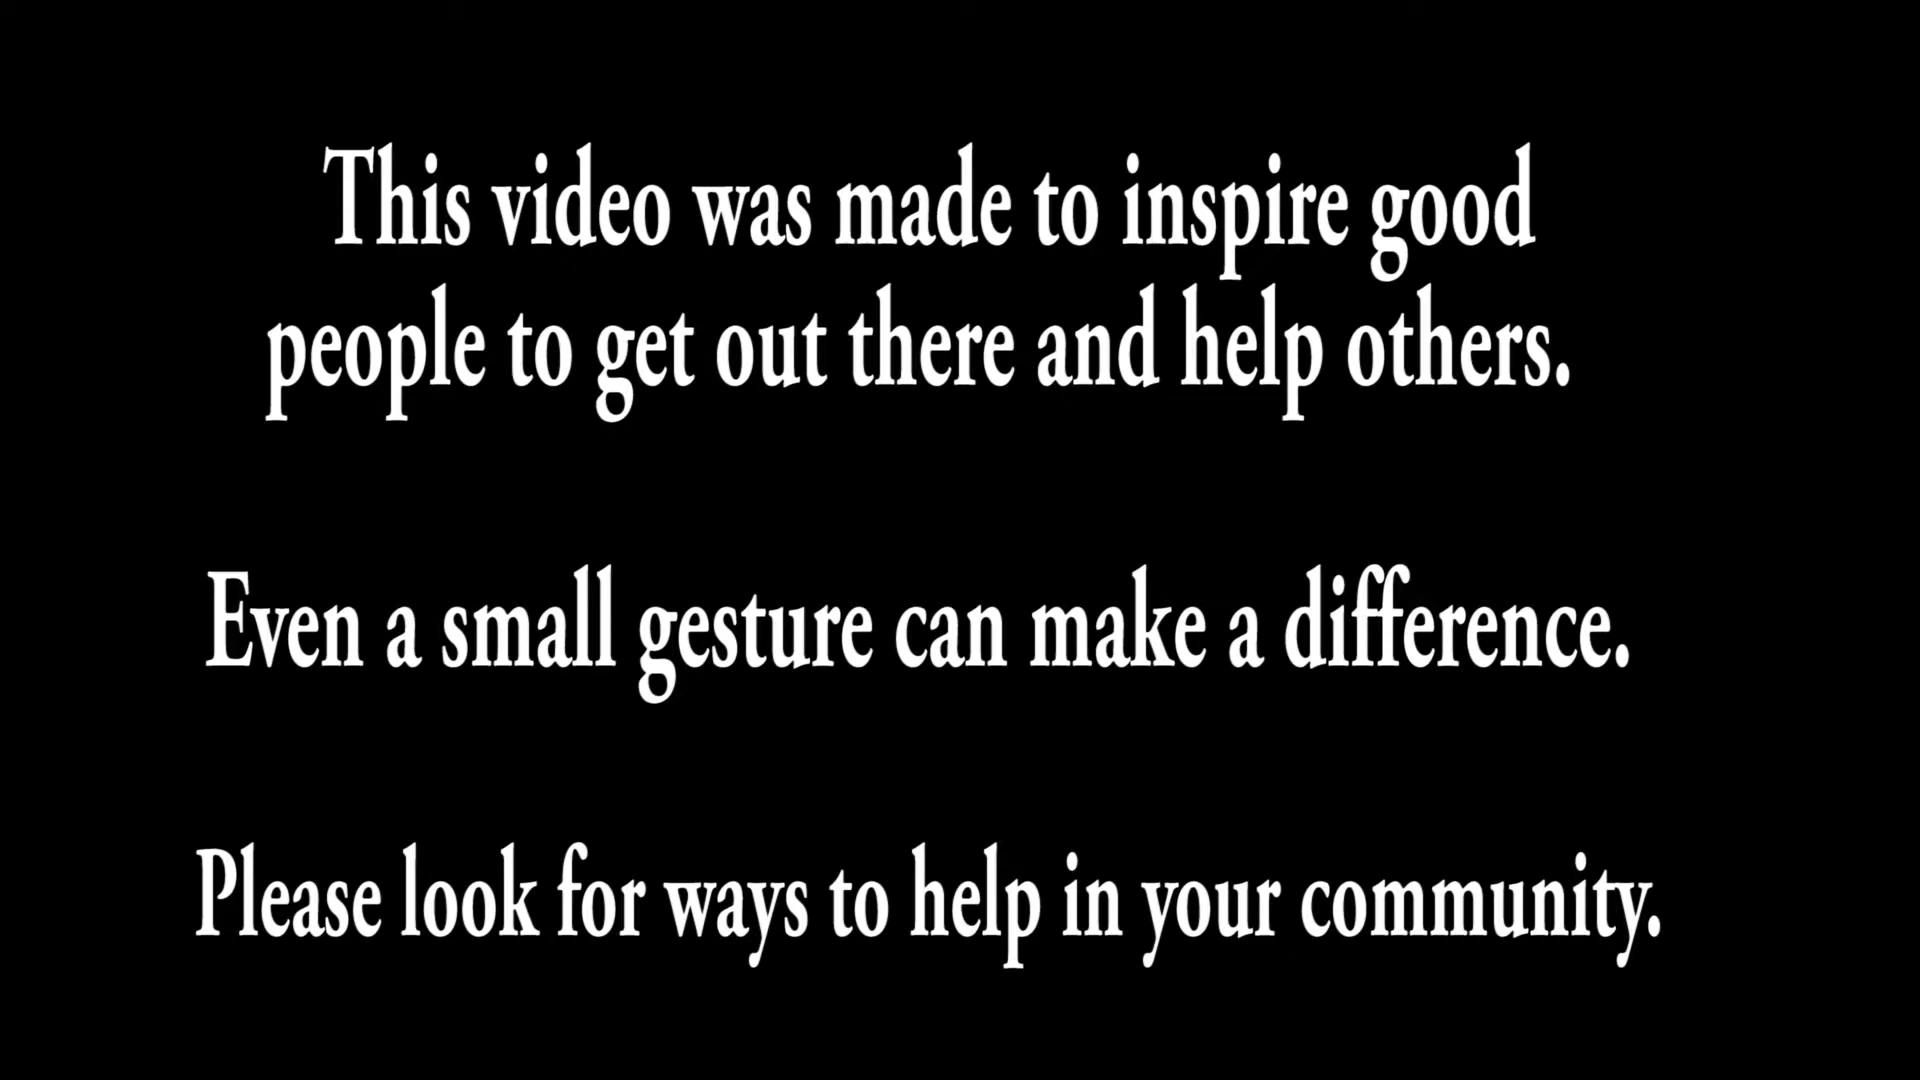 This video was made to inspire good
people to get out there and help others.
Even a small gesture can make a difference.
Please look for ways to help in your community.